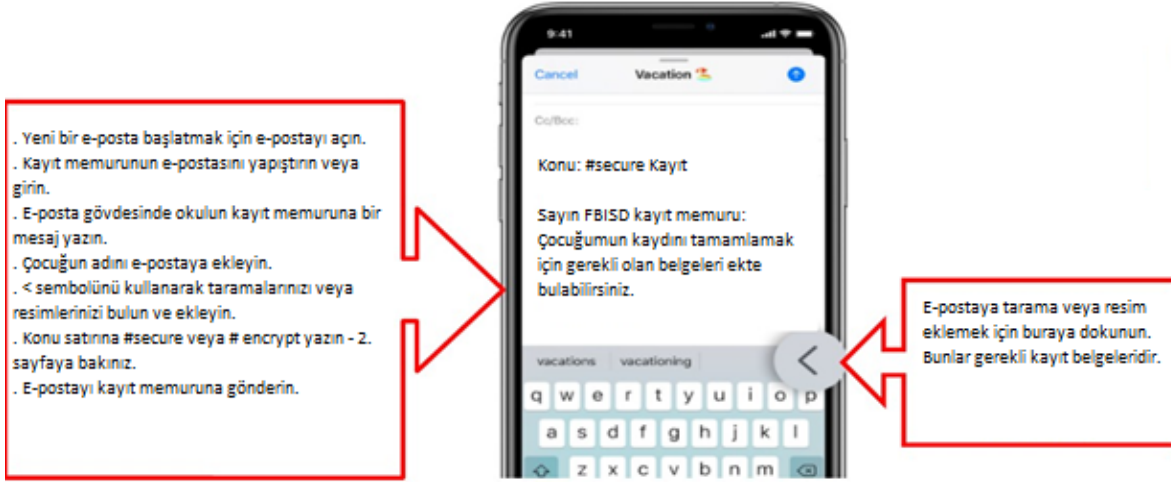 . Yeni bir e-posta başlatmak için e-postayı açın.
. Kayıt memurunun e-postasını yapıştırın veya
girin.
. E-posta gövdesinde okulun kayıt memuruna bir
mesaj yazın.
. Çocuğun adını e-postaya ekleyin.
. < sembolünü kullanarak taramalarınızı veya
resimlerinizi bulun ve ekleyin.
. Konu satırına #secure veya # encrypt yazın - 2.
sayfaya bakınız.
. E-postayı kayıt memuruna gönderin.
9:41
Cancel Vacation
Cc/Bcc:
Konu: #secure Kayıt
Sayın FBISD kayıt memuru:
Çocuğumun kaydını tamamlamak
için gerekli olan belgeleri ekte
bulabilirsiniz.
vacations vacationing
<
q w e r t y u i o p
a s d f g h j k l
z x c v b n m
E-postaya tarama veya resim
eklemek için buraya dokunun.
Bunlar gerekli kayıt belgeleridir.